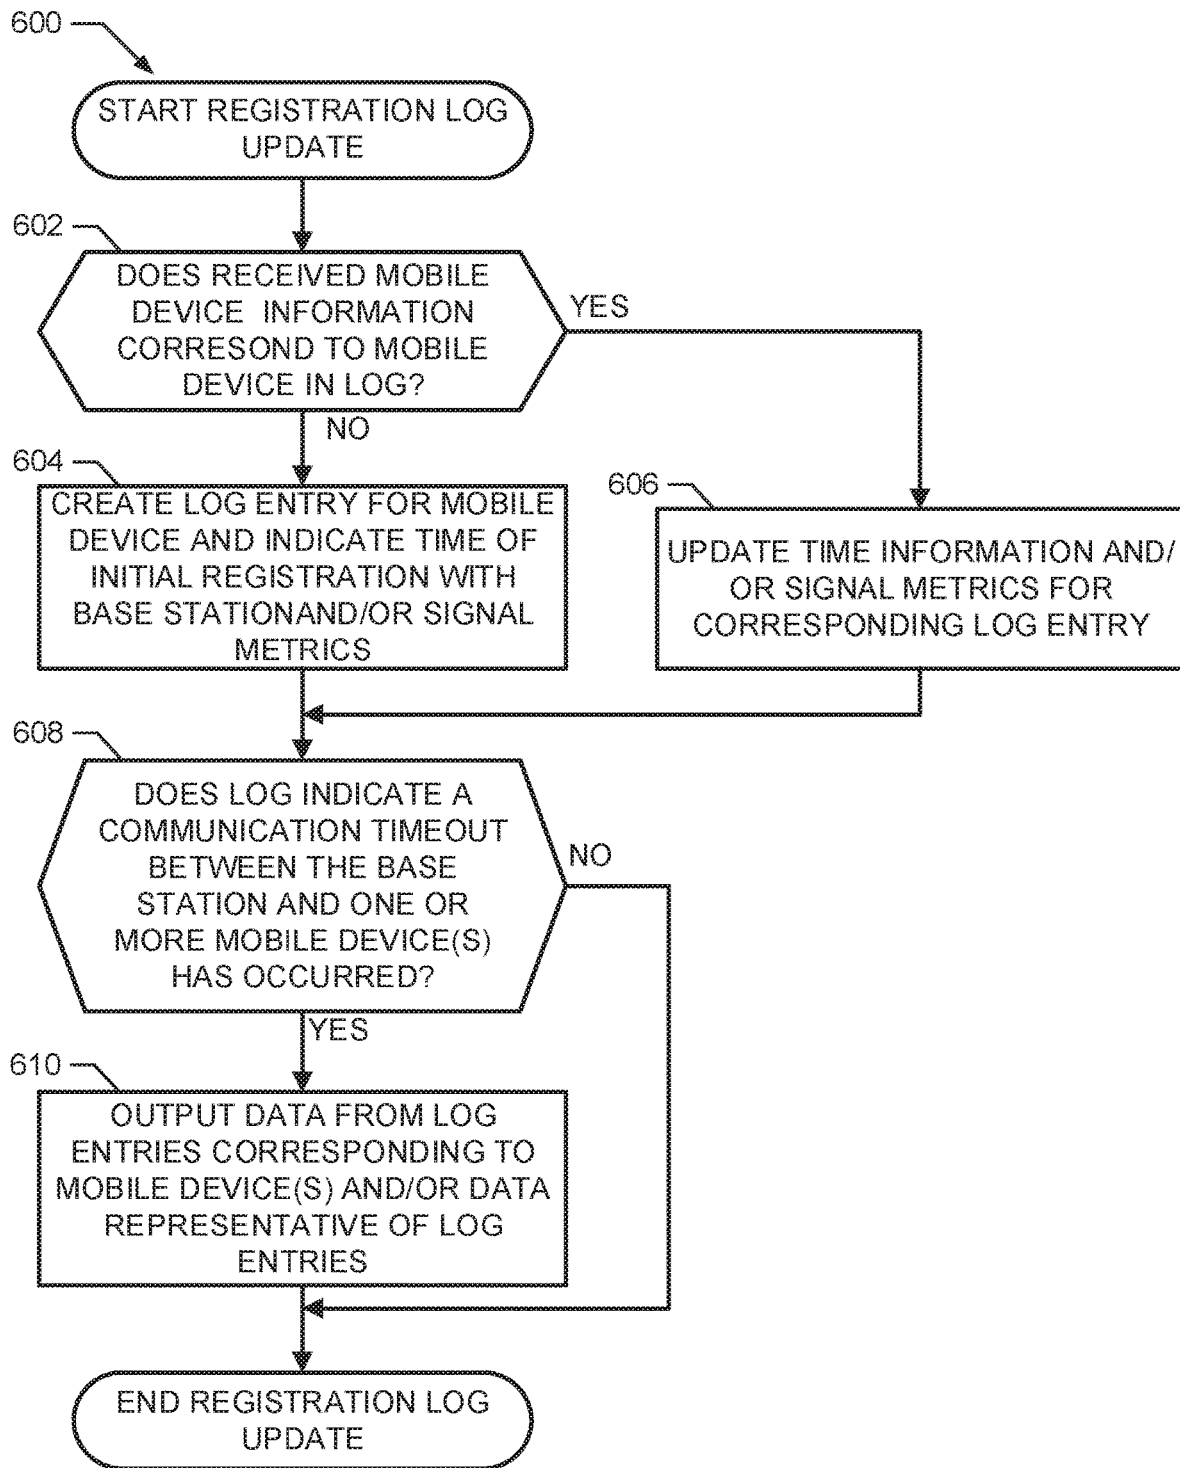 600
START REGISTRATION LOG
UPDATE
602
DOES RECEIVED MOBILE
DEVICE INFORMATION
CORRESOND TO MOBILE
DEVICE IN LOG?
YES
NO
604
CREATE LOG ENTRY FOR MOBILE
DEVICE AND INDICATE TIME OF
INITIAL REGISTRATION WITH
BASE STATIONAND/OR SIGNAL
METRICS
606
UPDATE TIME INFORMATION AND/
OR SIGNAL METRICS FOR
CORRESPONDING LOG ENTRY
608
DOES LOG INDICATE A
COMMUNICATION TIMEOUT
BETWEEN THE BASE
STATION AND ONE OR
MORE MOBILE DEVICE(S)
HAS OCCURRED?
NO
YES
610
OUTPUT DATA FROM LOG
ENTRIES CORRESPONDING TO
MOBILE DEVICE(S) AND/OR DATA
REPRESENTATIVE OF LOG
ENTRIES
END REGISTRATION LOG
UPDATE